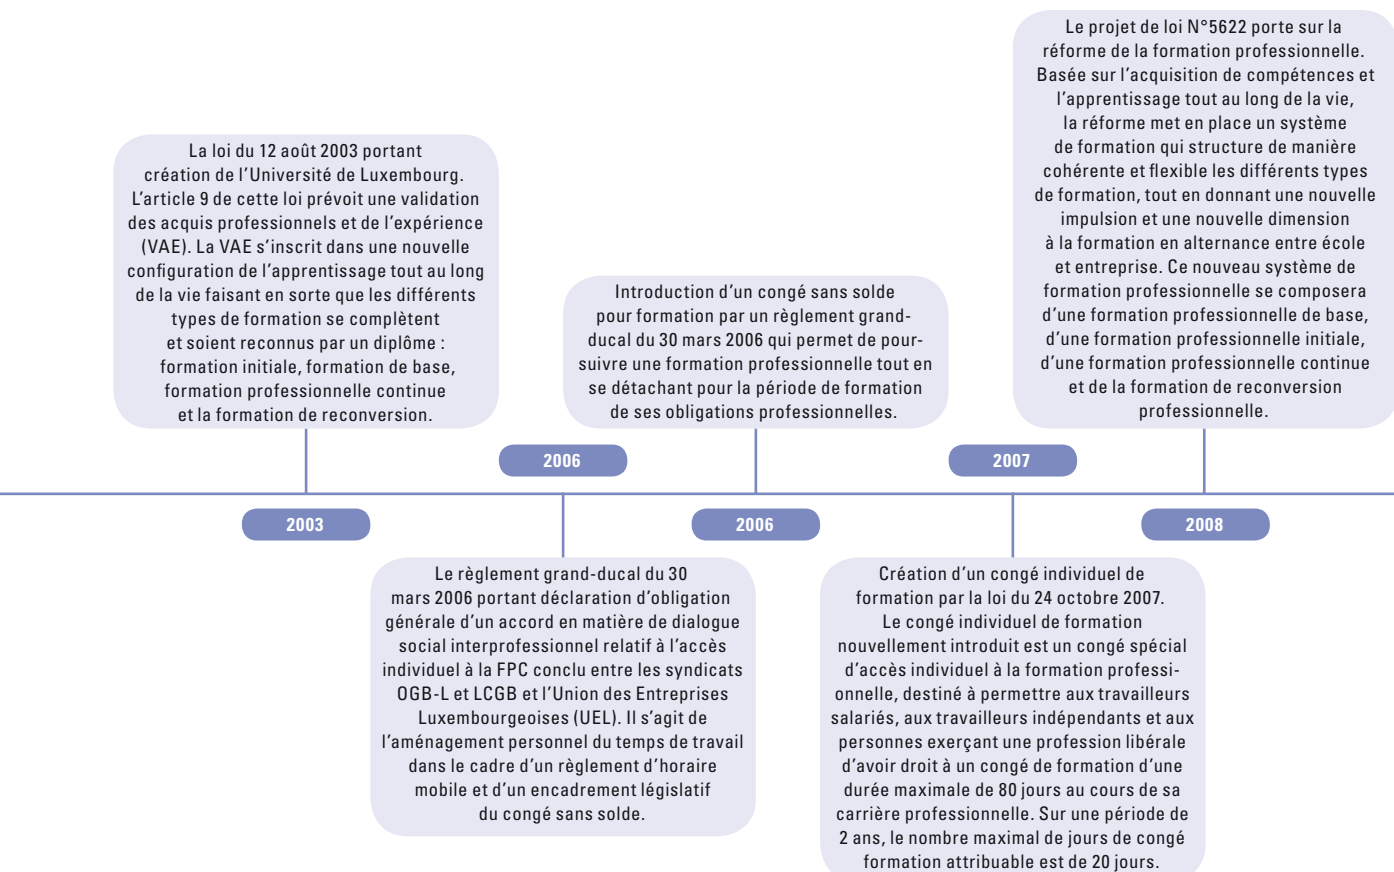 La loi du 12 août 2003 portant
création de l'Université de Luxembourg.
L'article 9 de cette loi prévoit une validation
des acquis professionnels et de l'expérience
(VAE). La VAE s'inscrit dans une nouvelle
configuration de l'apprentissage tout au long
de la vie faisant en sorte que les différents
types de formation se complètent
et soient reconnus par un diplôme :
formation initiale, formation de base,
formation professionnelle continue
et la formation de reconversion.
2003
2006
Le règlement grand-ducal du 30
mars 2006 portant déclaration d'obligation
générale d'un accord en matière de dialogue
social interprofessionnel relatif à l'accès
individuel à la FPC conclu entre les syndicats
OGB-L et LCGB et l'Union des Entreprises
Luxembourgeoises (UEL). Il s'agit de
l'aménagement personnel du temps de travail
dans le cadre d'un règlement d'horaire
mobile et d'un encadrement législatif
du congé sans solde.
Introduction d'un congé sans solde
pour formation par un règlement grand-
ducal du 30 mars 2006 qui permet de pour-
suivre une formation professionnelle tout en
se détachant pour la période de formation
de ses obligations professionnelles.
2006
2007
Création d'un congé individuel de
formation par la loi du 24 octobre 2007.
Le congé individuel de formation
nouvellement introduit est un congé spécial
d'accès individuel à la formation professi-
onnelle, destiné à permettre aux travailleurs
salariés, aux travailleurs indépendants et aux
personnes exerçant une profession libérale
d'avoir droit à un congé de formation d'une
durée maximale de 80 jours au cours de sa
carrière professionnelle. Sur une période de
2 ans, le nombre maximal de jours de congé
formation attribuable est de 20 jours.
Le projet de loi N°5622 porte sur la
réforme de la formation professionnelle.
Basée sur l'acquisition de compétences et
l'apprentissage tout au long de la vie,
la réforme met en place un système
de formation qui structure de manière
cohérente et flexible les différents types
de formation, tout en donnant une nouvelle
impulsion et une nouvelle dimension
à la formation en alternance entre école
et entreprise. Ce nouveau système de
formation professionnelle se composera
d'une formation professionnelle de base,
d'une formation professionnelle initiale,
d'une formation professionnelle continue
et de la formation de reconversion
professionnelle.
2008